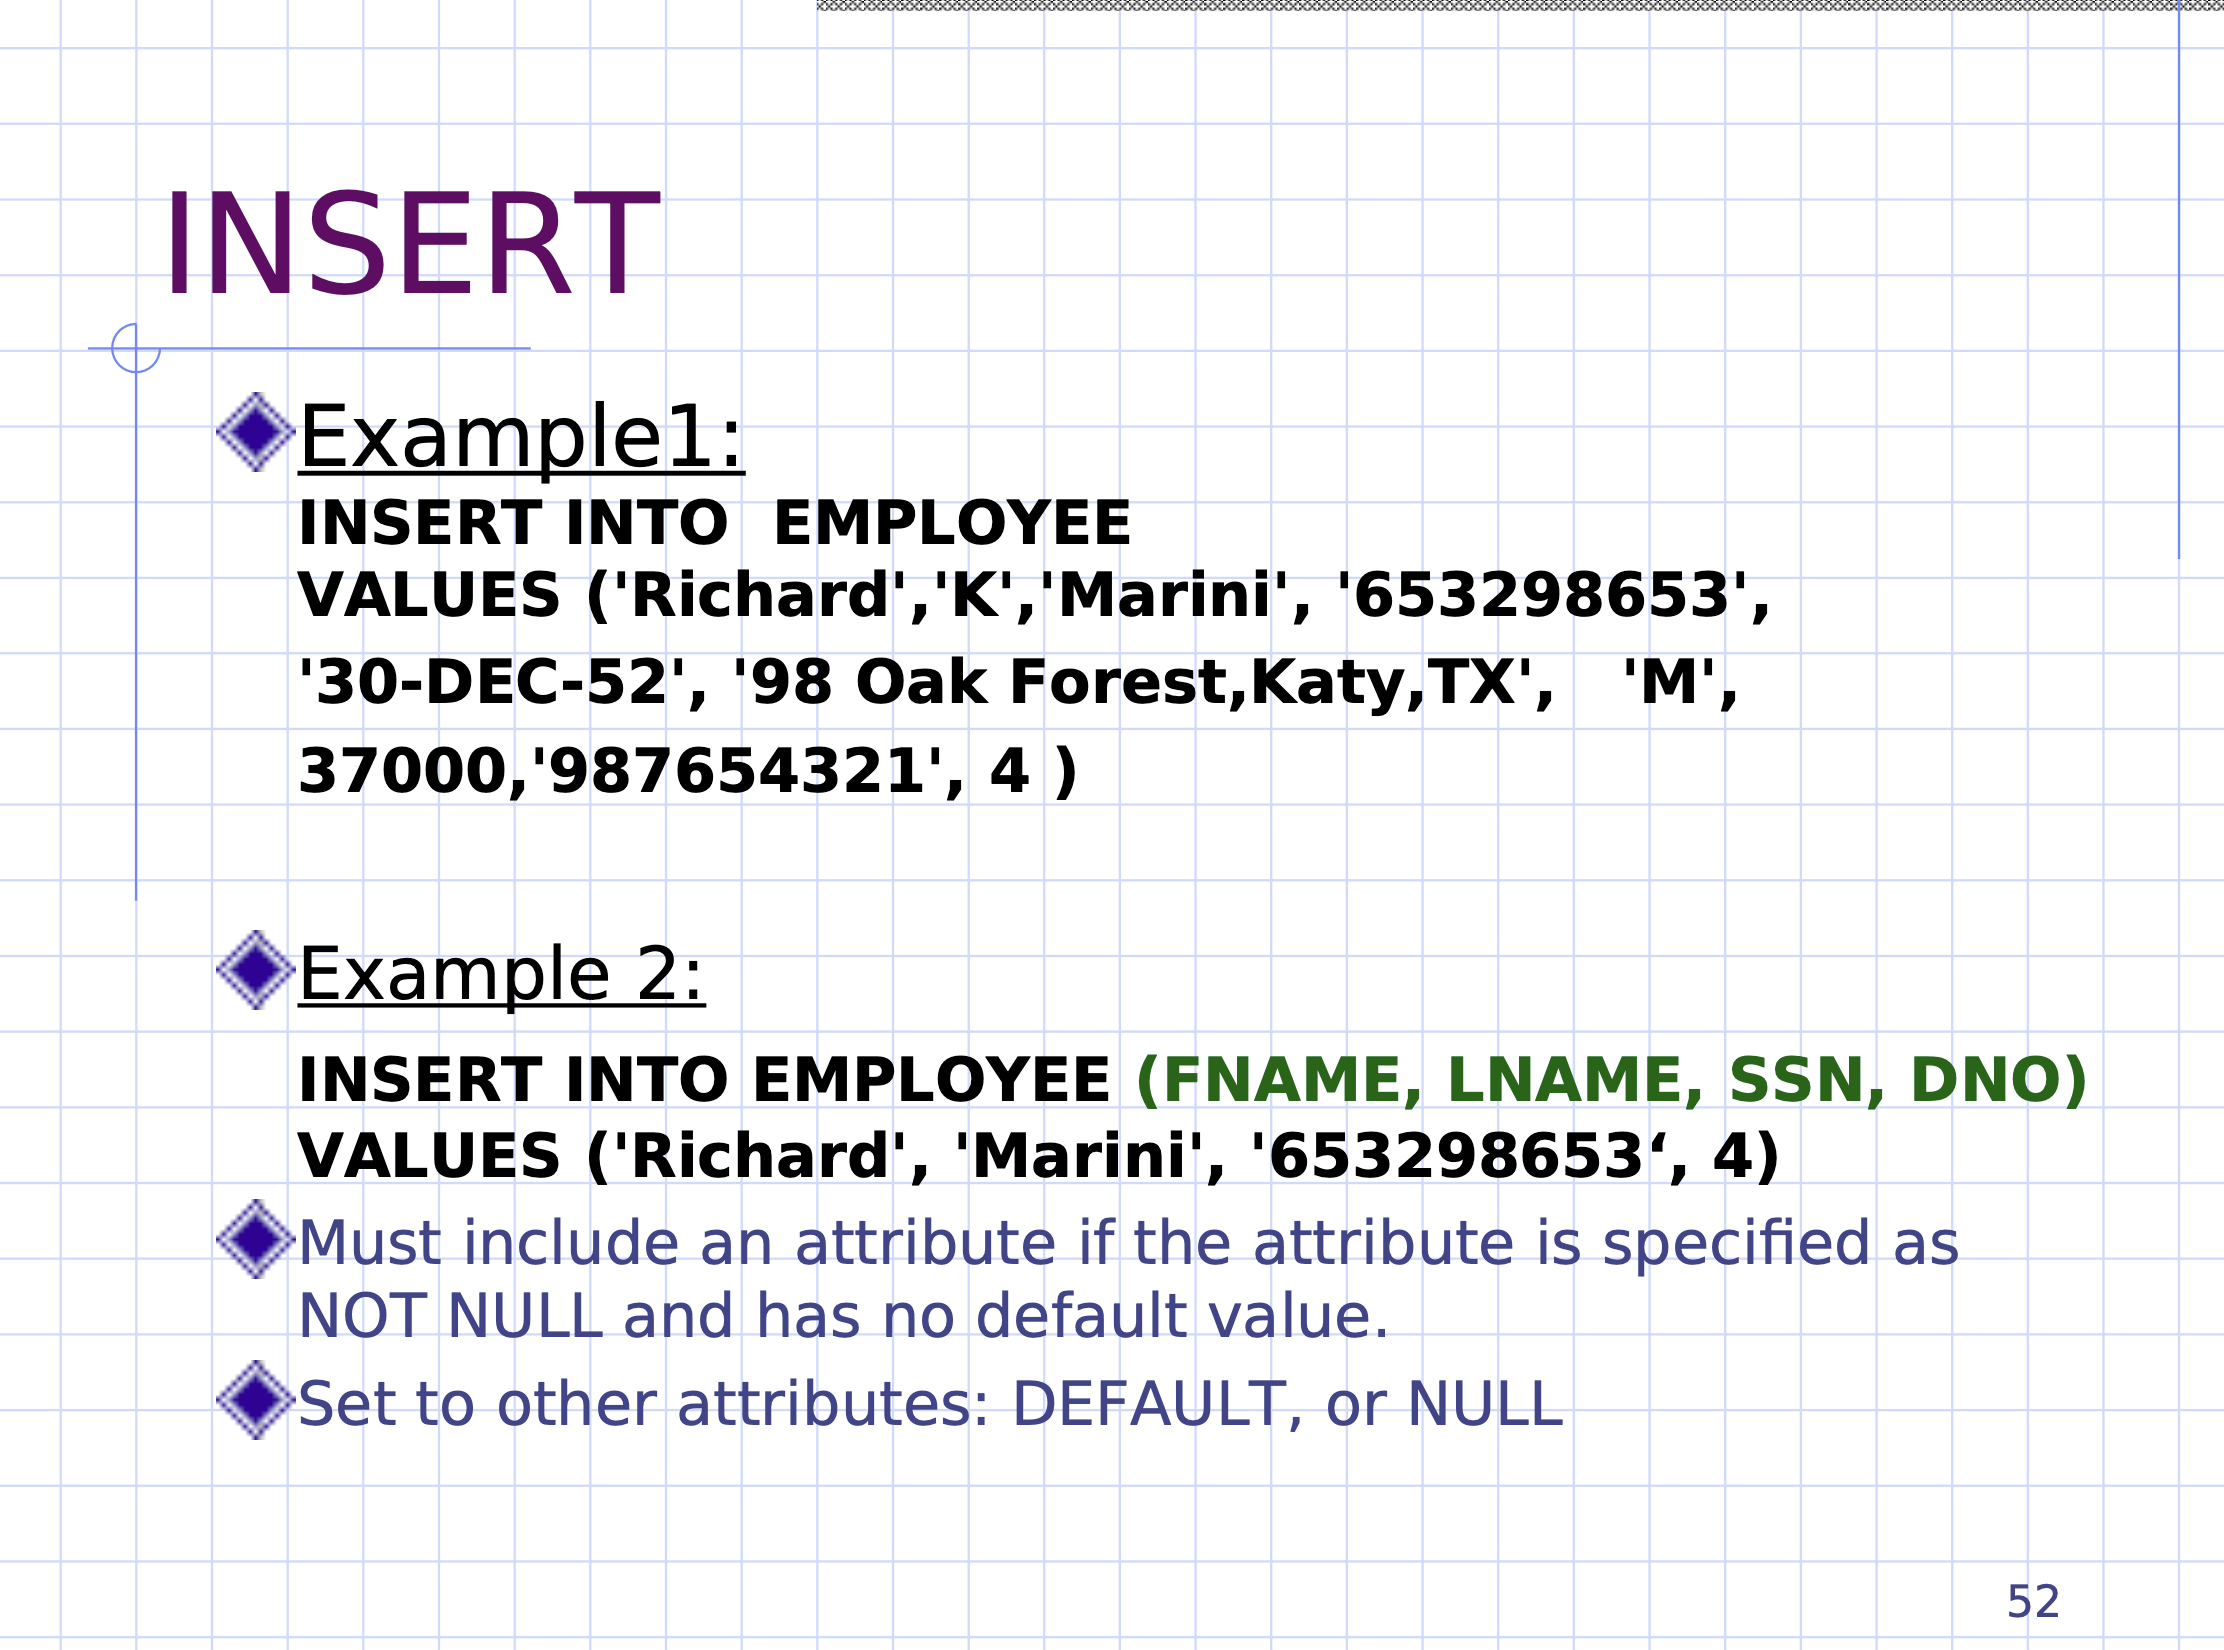 INSERT
Example1:
INSERT INTO  EMPLOYEE
VALUES ('Richard','K','Marini', '653298653',
'30-DEC-52', '98 Oak Forest,Katy,TX',   'M',
37000,'987654321', 4 )
Example 2:
INSERT INTO EMPLOYEE (FNAME, LNAME, SSN, DNO)
VALUES ('Richard', 'Marini', '653298653‘, 4)
Must include an attribute if the attribute is specified as
NOT NULL and has no default value.
Set to other attributes: DEFAULT, or NULL
52